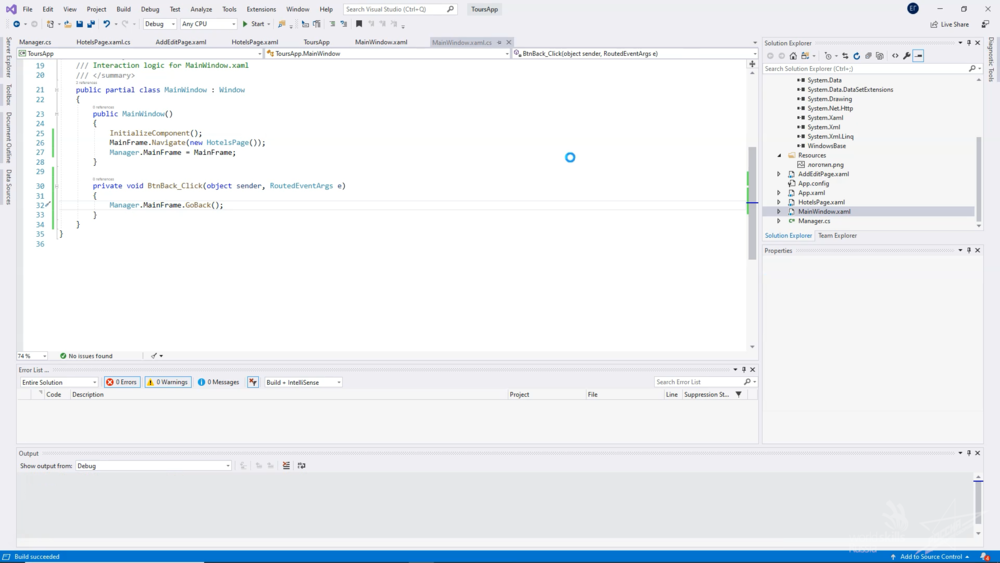 File Edit View Project Build Debug Test Analyze Tools Extensions Window Help Search Visual Studio (Ctrl+Q) ToursApp
Debug Any CPU Start Live Share
Manager.cs HotelsPage.xaml.cs AddEditPage.xaml HotelsPage.xaml ToursApp MainWindow.xaml MainWindow.xaml.cs
ToursApp ToursApp.MainWindow BtnBack_Click(object sender, RoutedEventArgs e)
Server Explorer
Toolbox
Document Outline
Data Sources
19 /// Interaction logic for MainWindow.xaml
20 /// </summary>
21 public partial class MainWindow : Window
22 {
23 public MainWindow()
24 {
25 InitializeComponent();
26 MainFrame.Navigate(new HotelsPage());
27 Manager.MainFrame = MainFrame;
28 }
29
30 private void BtnBack_Click(object sender, RoutedEventArgs e)
31 {
32 Manager.MainFrame.GoBack();
33 }
34 }
35 }
36
74 % No issues found
Error List ...
Entire Solution 0 Errors 0 Warnings 0 Messages Build + IntelliSense Search Error List
Code Description Project File Line Suppression St...
Output
Show output from: Debug
Build succeeded Add to Source Control 4
Solution Explorer
Search Solution Explorer (Ctrl+;)
System.Data
System.Data.DataSetExtensions
System.Drawing
System.Net.Http
System.Xaml
System.Xml
System.Xml.Linq
WindowsBase
Resources
логотип.png
AddEditPage.xaml
App.config
App.xaml
HotelsPage.xaml
MainWindow.xaml
Manager.cs
Solution Explorer Team Explorer
Properties
Diagnostic Tools